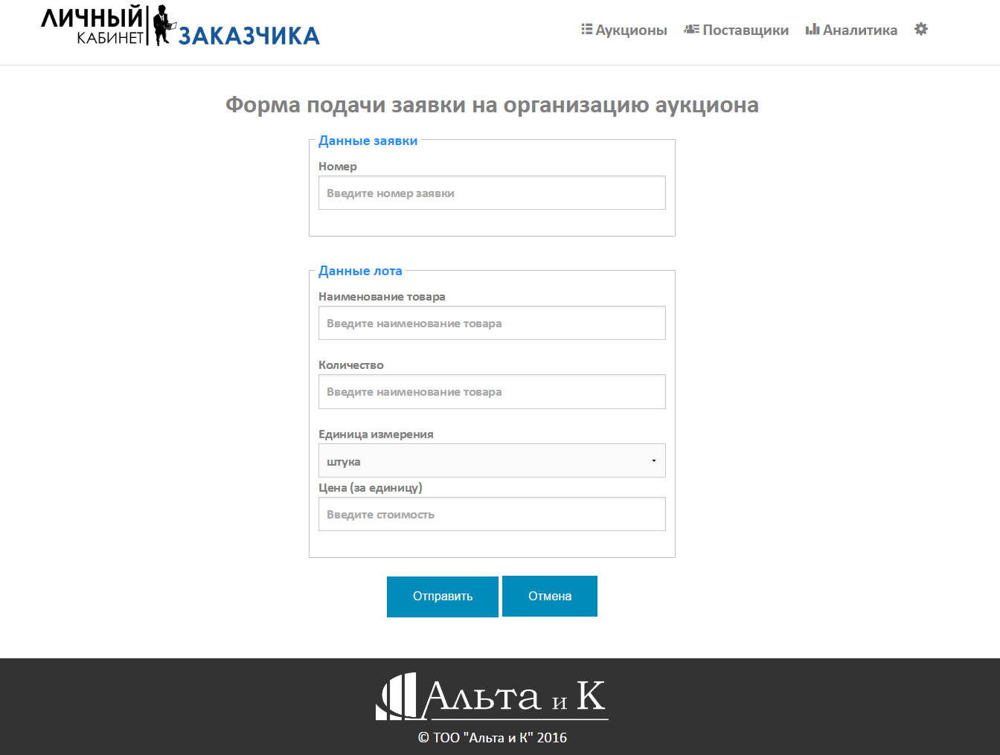 ЛИЧНЫЙ
КАБИНЕТ
ЗАКАЗЧИКА
Аукционы Поставщики Аналитика
Форма подачи заявки на организацию аукциона
Данные заявки
Номер
Введите номер заявки
Данные лота
Наименование товара
Введите наименование товара
Количество
Введите наименование товара
Единица измерения
штука
Цена (за единицу)
Введите стоимость
Отправить Отмена
Альта и К
© ТОО "Альта и К" 2016